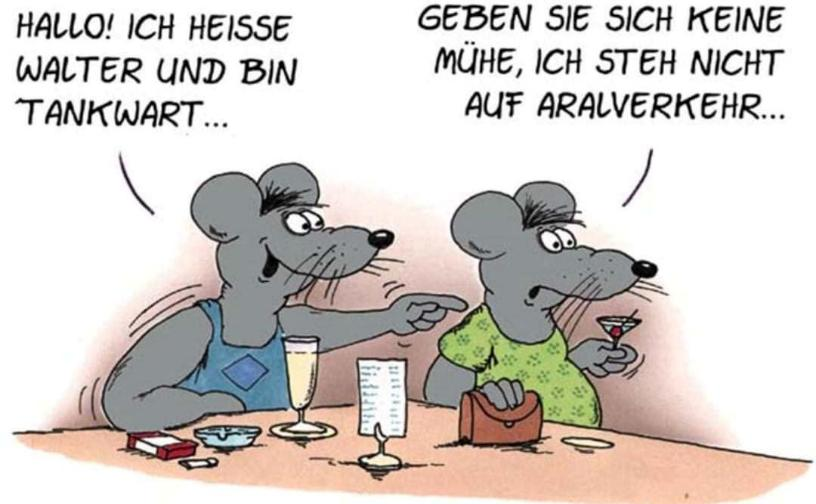 HALLO! ICH HEISSE
WALTER UND BIN
TANKWART...
GEBEN SIE SICH KEINE
MÜHE, ICH STEH NICHT
AUF ARALVERKEHR...